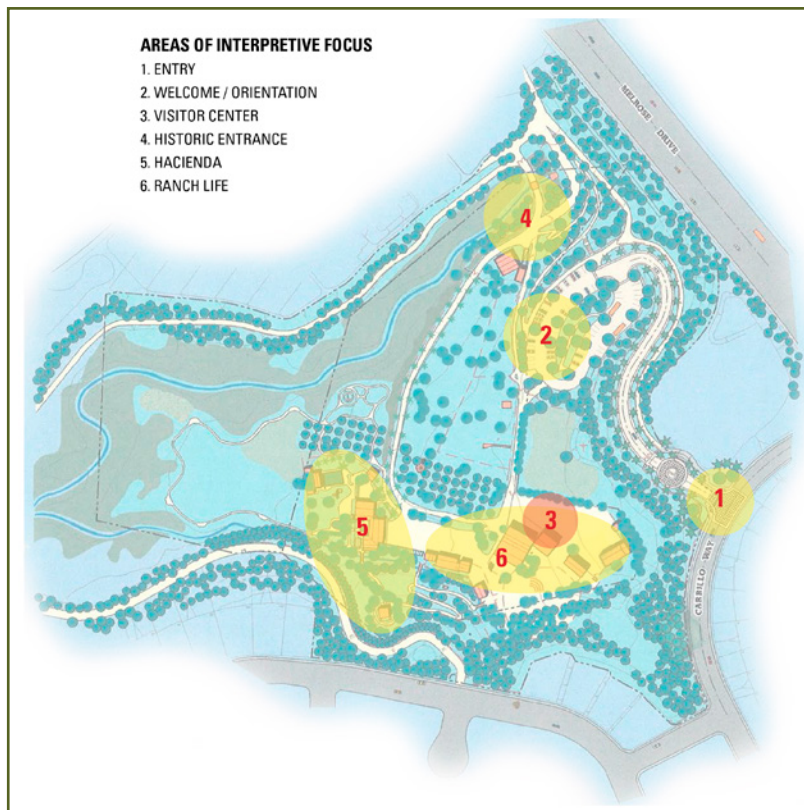 AREAS OF INTERPRETIVE FOCUS
1. ENTRY
2. WELCOME / ORIENTATION
3. VISITOR CENTER
4. HISTORIC ENTRANCE
5. HACIENDA
6. RANCH LIFE
MELROSE DRIVE
4
2
1
3
5
6
CARRILLO WAY